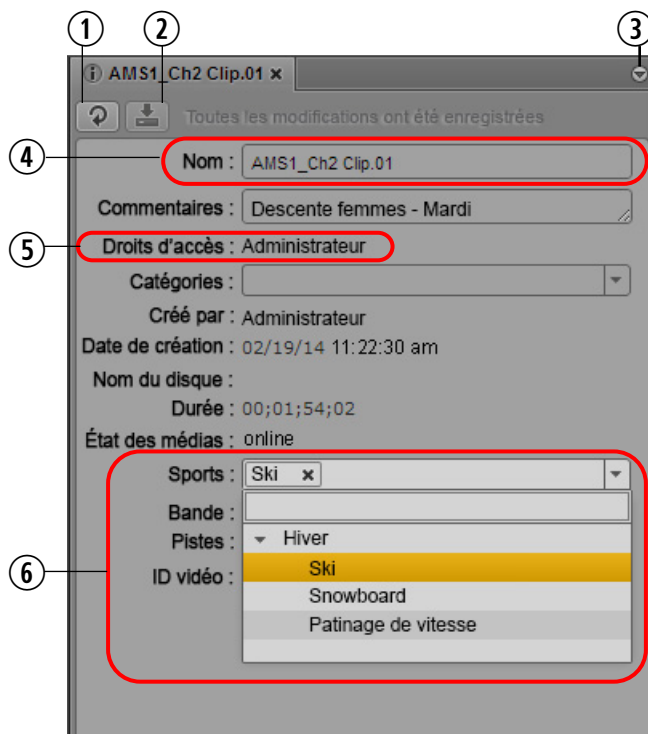 1 2 3
AMS1_Ch2 Clip.01
Toutes les modifications ont été enregistrées
4
Nom : AMS1_Ch2 Clip.01
Commentaires : Descente femmes - Mardi
5
Droits d'accès : Administrateur
Catégories :
Créé par : Administrateur
Date de création : 02/19/14 11:22:30 am
Nom du disque :
Durée : 00;01;54;02
État des médias : online
Sports : Ski
Bande :
Pistes : Hiver
6
ID vidéo : Ski
Snowboard
Patinage de vitesse